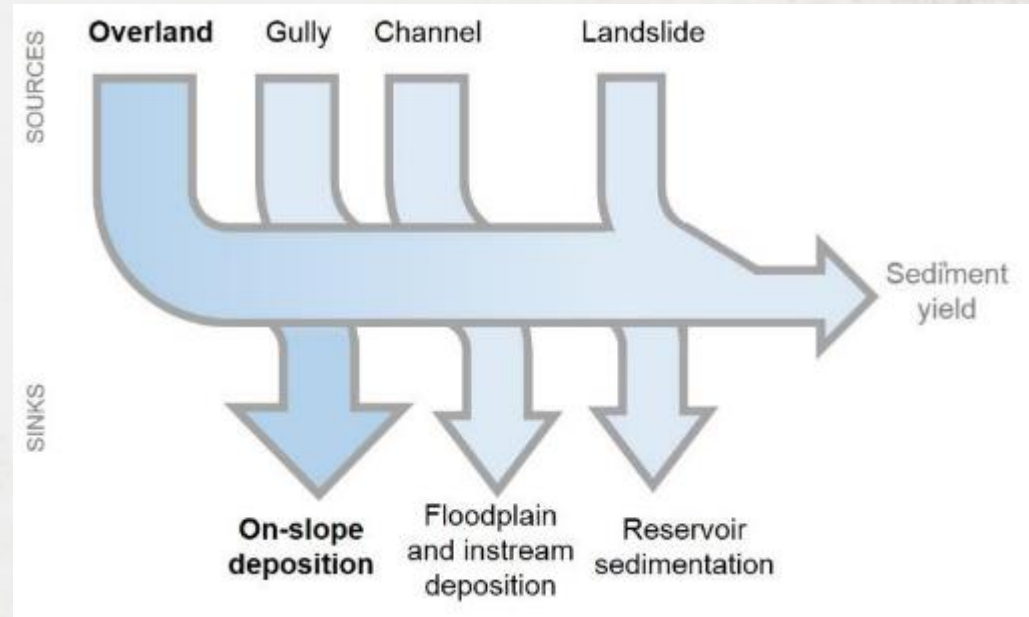 SOURCES
Overland
Gully
Channel
Landslide
Sediment
yield
SINKS
On-slope
deposition
Floodplain
and instream
deposition
Reservoir
sedimentation